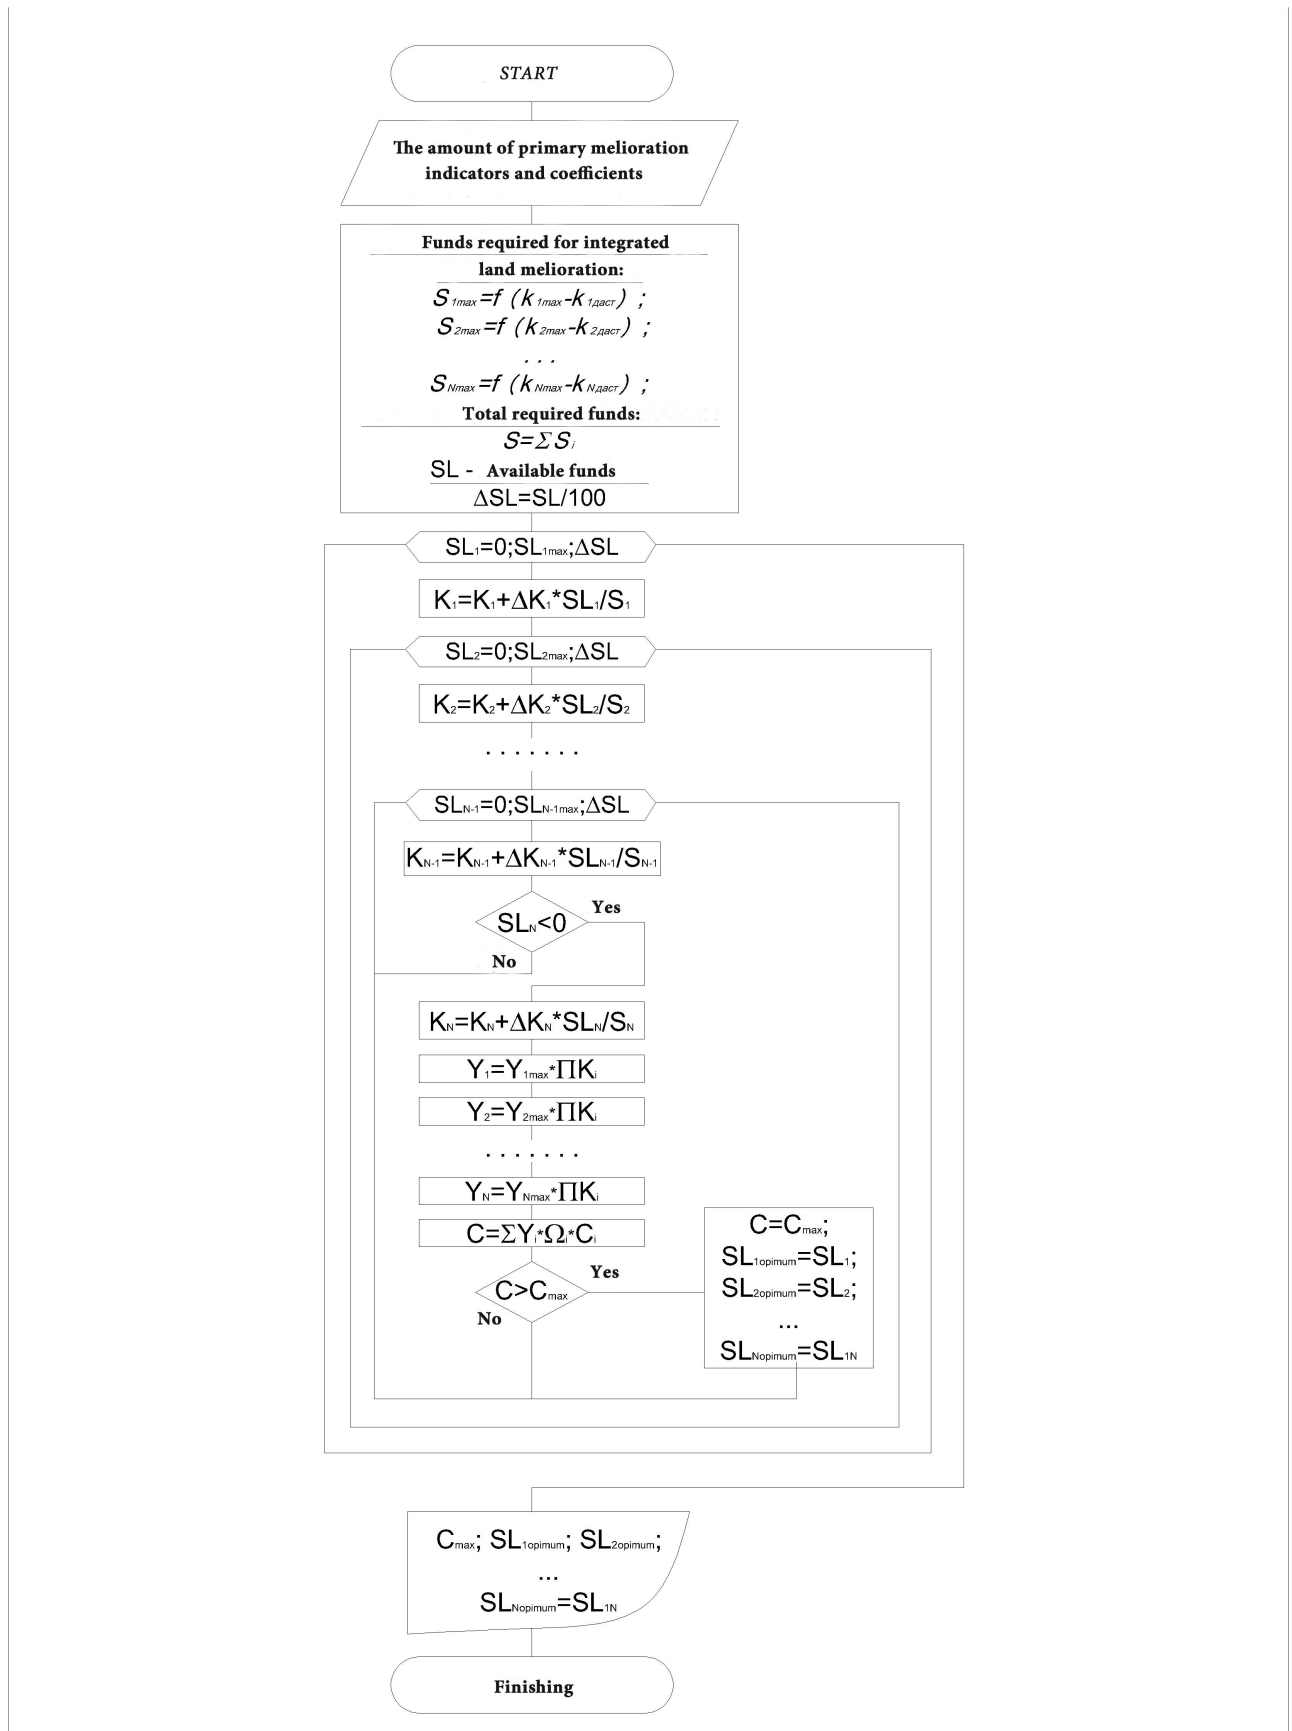 START
The amount of primary melioration
indicators and coefficients
Funds required for integrated
land melioration:
S1max=f (k1max-k1даст) ;
S2max=f (k2max-k2даст) ;
...
SNmax=f (kNmax-kNдаст) ;
Total required funds:
S=ΣSi
SL - Available funds
ΔSL=SL/100
SL1=0;SL1max;ΔSL
K1=K1+ΔK1*SL1/S1
SL2=0;SL2max;ΔSL
K2=K2+ΔK2*SL2/S2
.......
SLN-1=0;SLN-1max;ΔSL
KN-1=KN-1+ΔKN-1*SLN-1/SN-1
Yes
SLN<0
No
KN=KN+ΔKN*SLN/SN
Y1=Y1max*ΠKi
Y2=Y2max*ΠKi
.......
YN=YNmax*ΠKi
C=ΣYi*Ωi*Ci
Yes
C>Cmax
No
C=Cmax;
SL1opimum=SL1;
SL2opimum=SL2;
...
SLNopimum=SL1N
Cmax; SL1opimum; SL2opimum;
...
SLNopimum=SL1N
Finishing